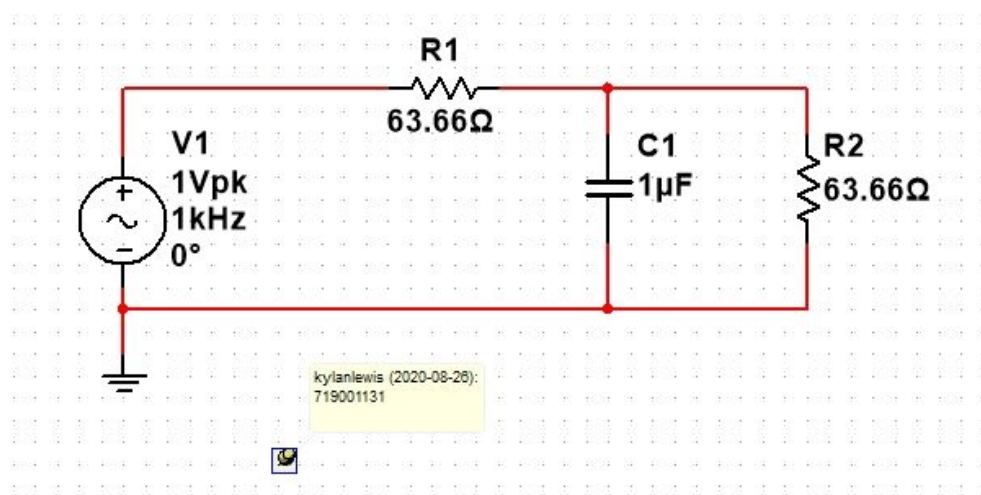 R1
63.66Ω
V1
1Vpk
1kHz
0°
C1
1µF
R2
63.66Ω
kylanlewis (2020-08-26):
719001131